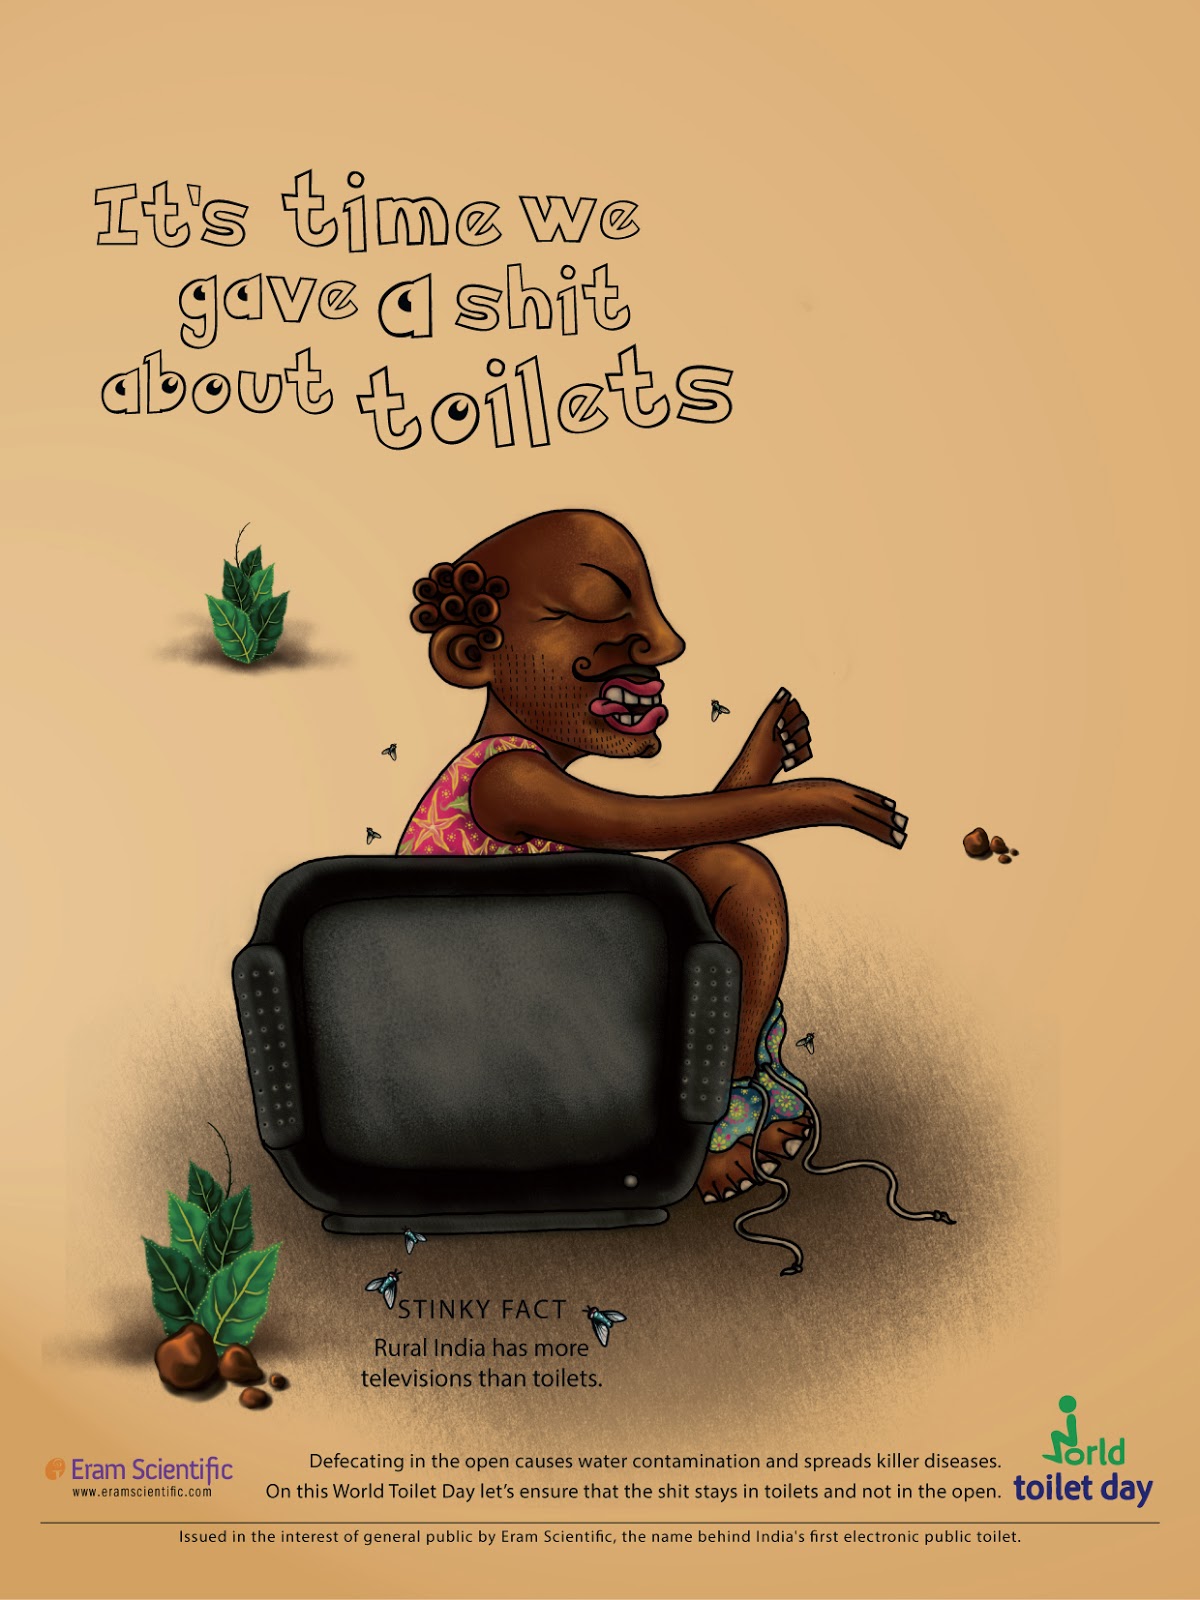 It's time we
gave a shit
about toilets
STINKY FACT
Rural India has more
televisions than toilets.
Eram Scientific
www.eramscientific.com
Defecating in the open causes water contamination and spreads killer diseases.
On this World Toilet Day let's ensure that the shit stays in toilets and not in the open.
World
toilet day
Issued in the interest of general public by Eram Scientific, the name behind India's first electronic public toilet.